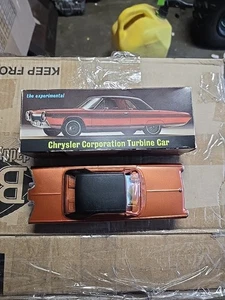 KEEP FRO
the experimental
Chrysler Corporation Turbine Car